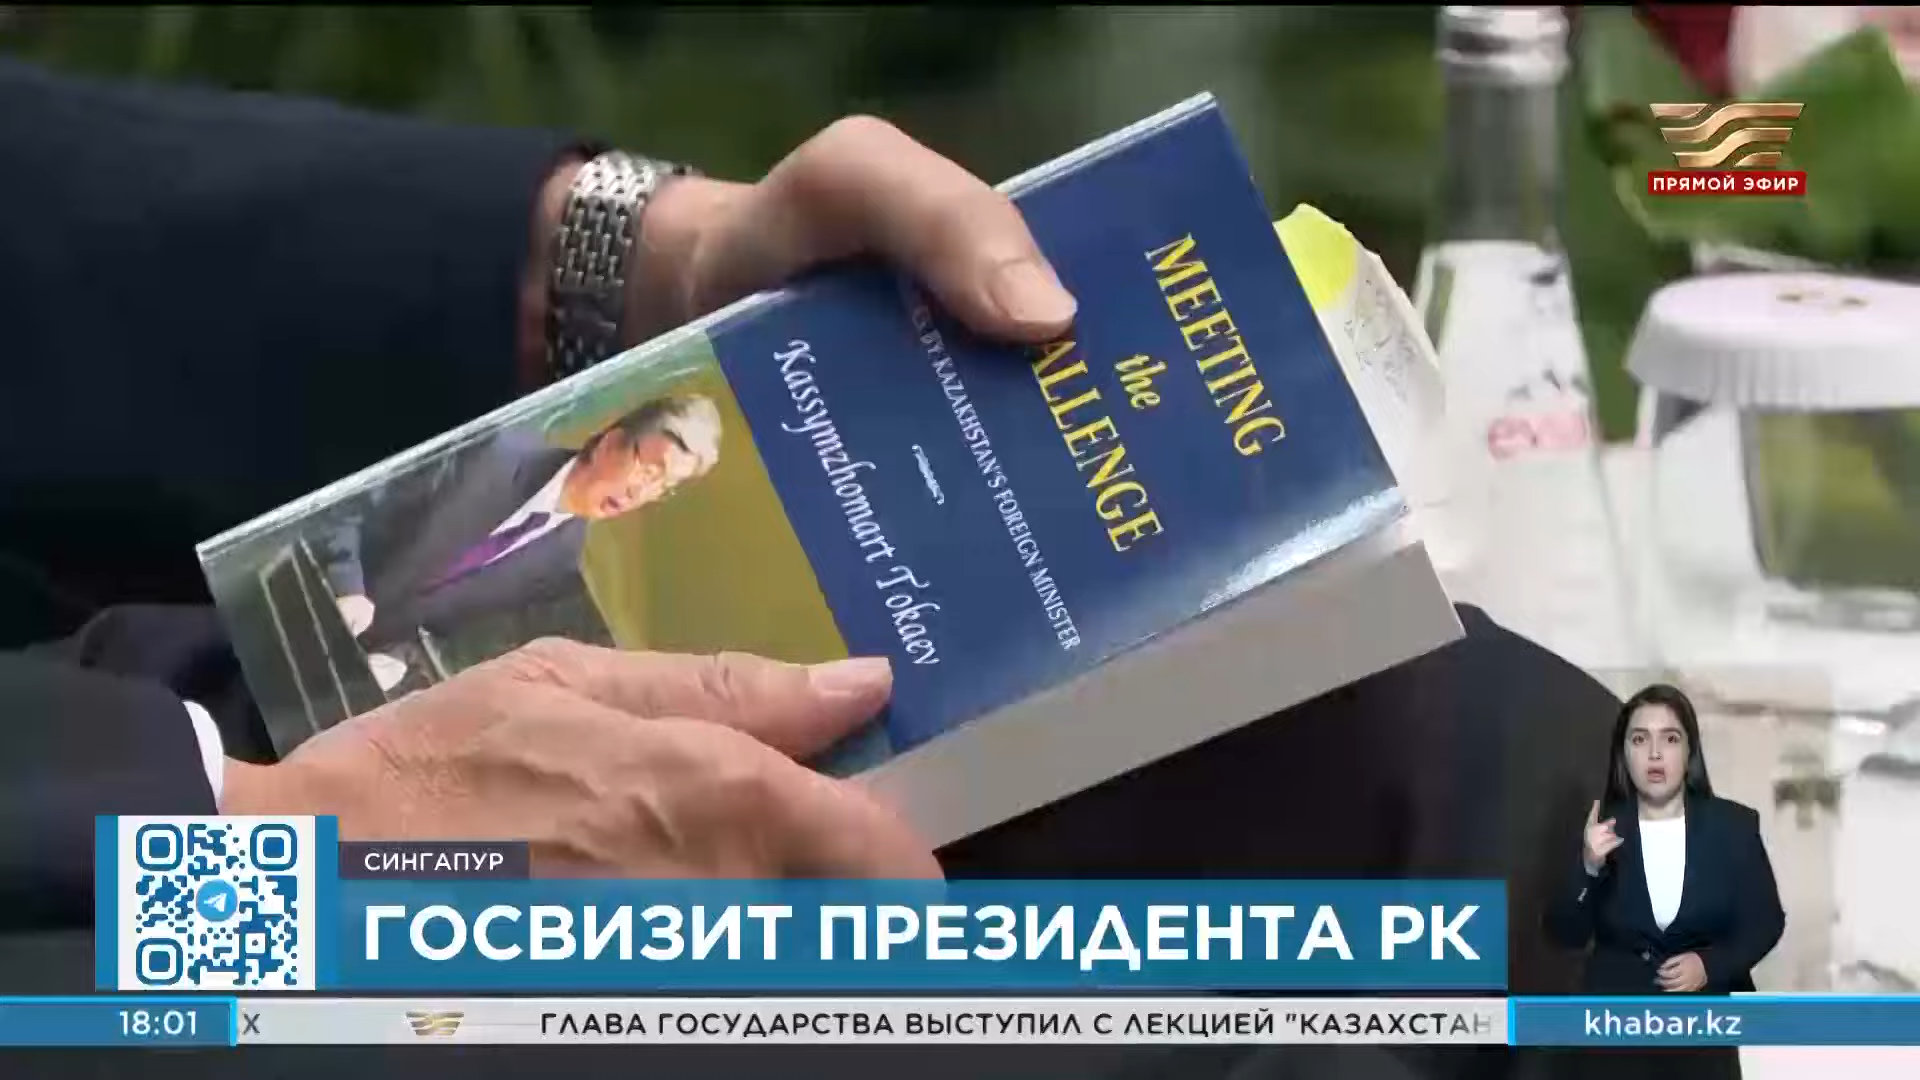 ПРЯМОЙ ЭФИР
MEETING
the
ALLENGE
BY KAZAKHSTAN'S FOREIGN MINISTER
Kassymzhomart Tokaev
СИНГАПУР
ГОСВИЗИТ ПРЕЗИДЕНТА РК
18:01
Х
ГЛАВА ГОСУДАРСТВА ВЫСТУПИЛ С ЛЕКЦИЕЙ "КАЗАХСТАН
khabar.kz